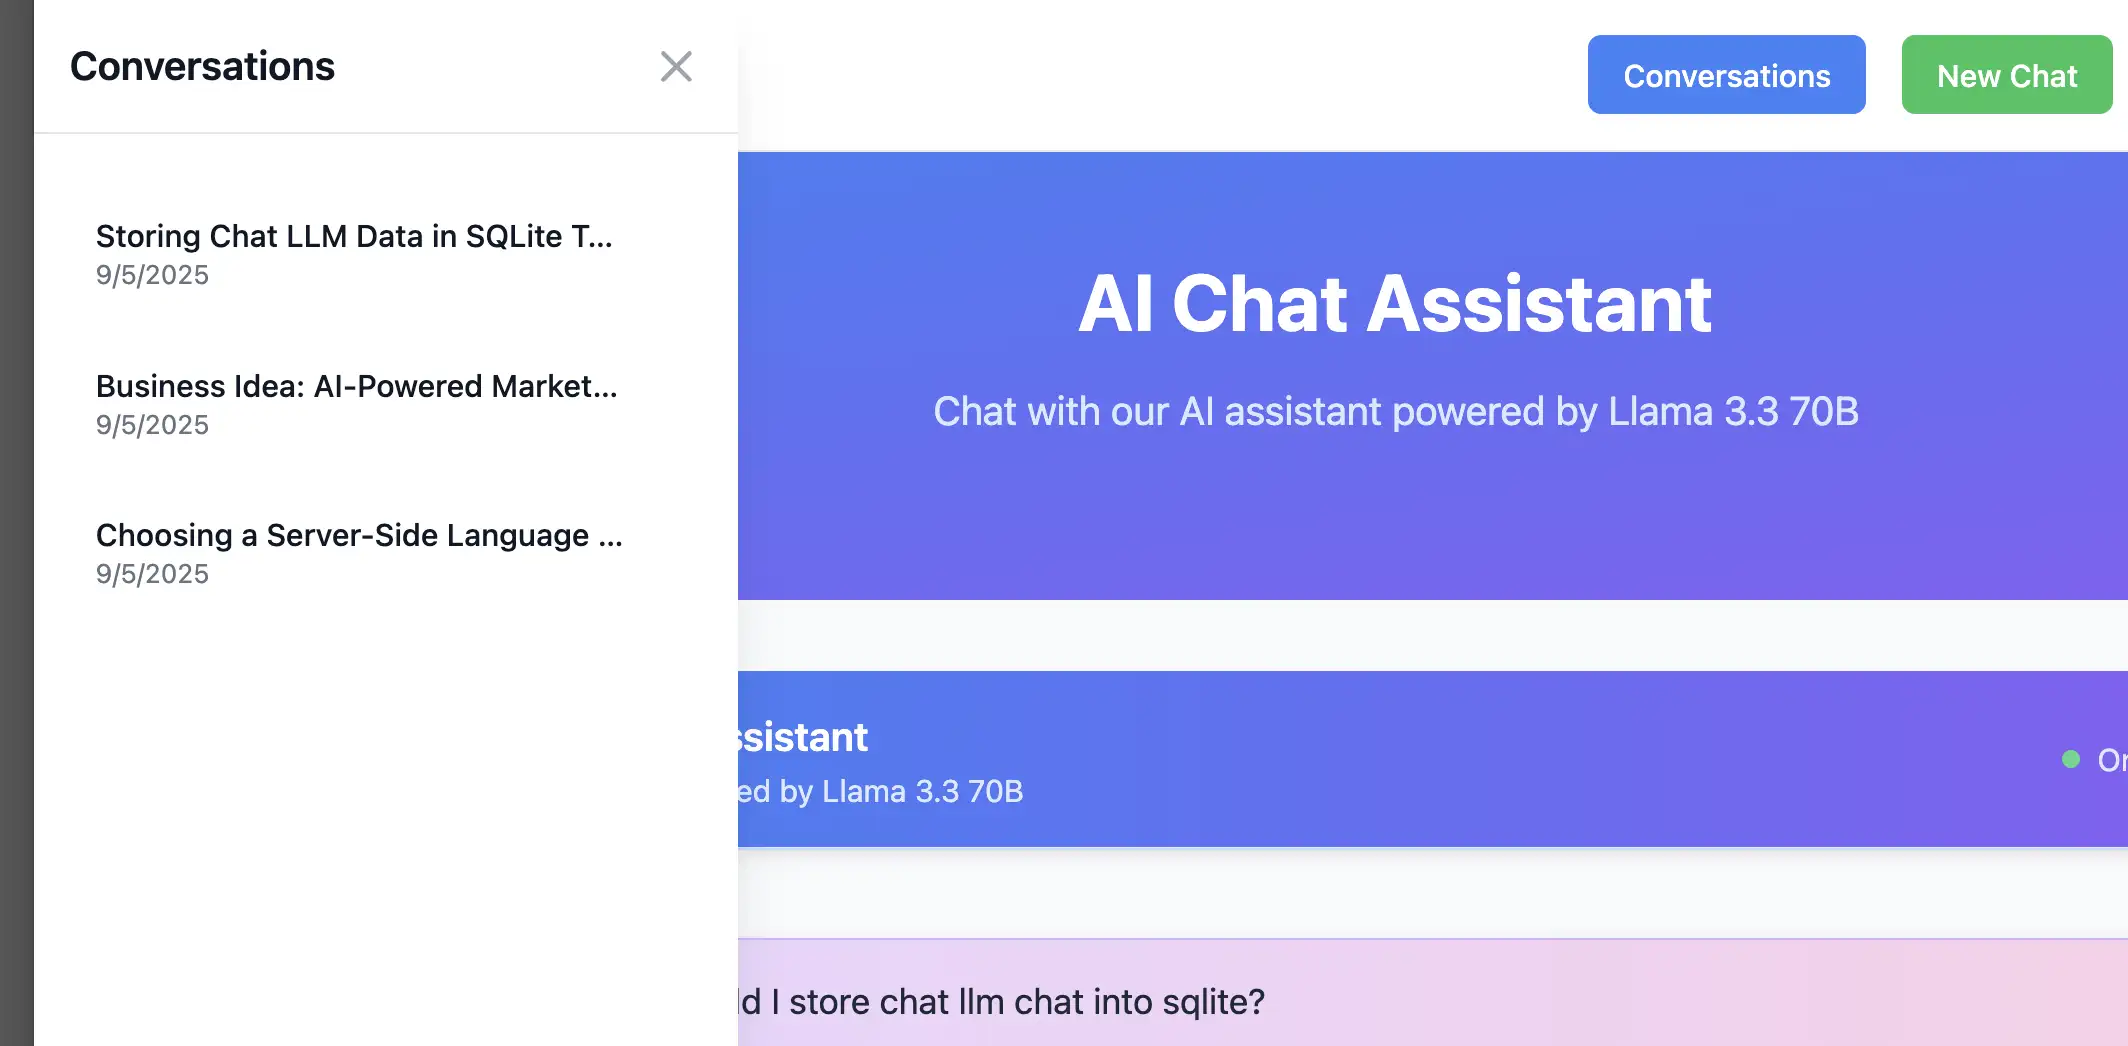 Conversations
Conversations
New Chat
Storing Chat LLM Data in SQLite T...
9/5/2025
Business Idea: AI-Powered Market...
9/5/2025
Choosing a Server-Side Language ...
9/5/2025
AI Chat Assistant
Chat with our AI assistant powered by Llama 3.3 70B
ssistant
ed by Llama 3.3 70B
ld I store chat llm chat into sqlite?